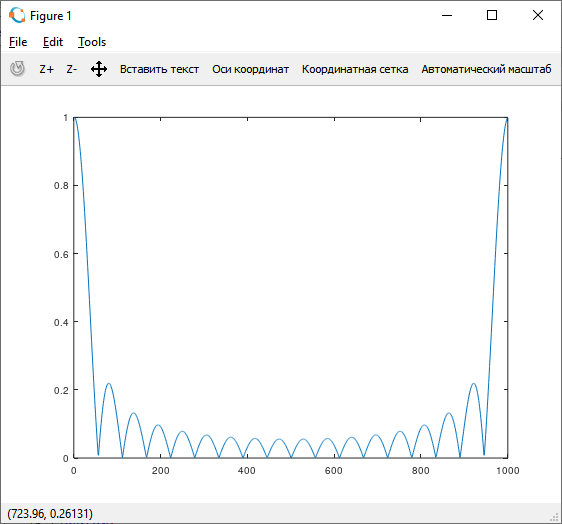 Figure 1
File Edit Tools
Z+ Z- Вставить текст Оси координат Координатная сетка Автоматический масштаб
1
0.8
0.6
0.4
0.2
0
0 200 400 600 800 1000
(723.96, 0.26131)